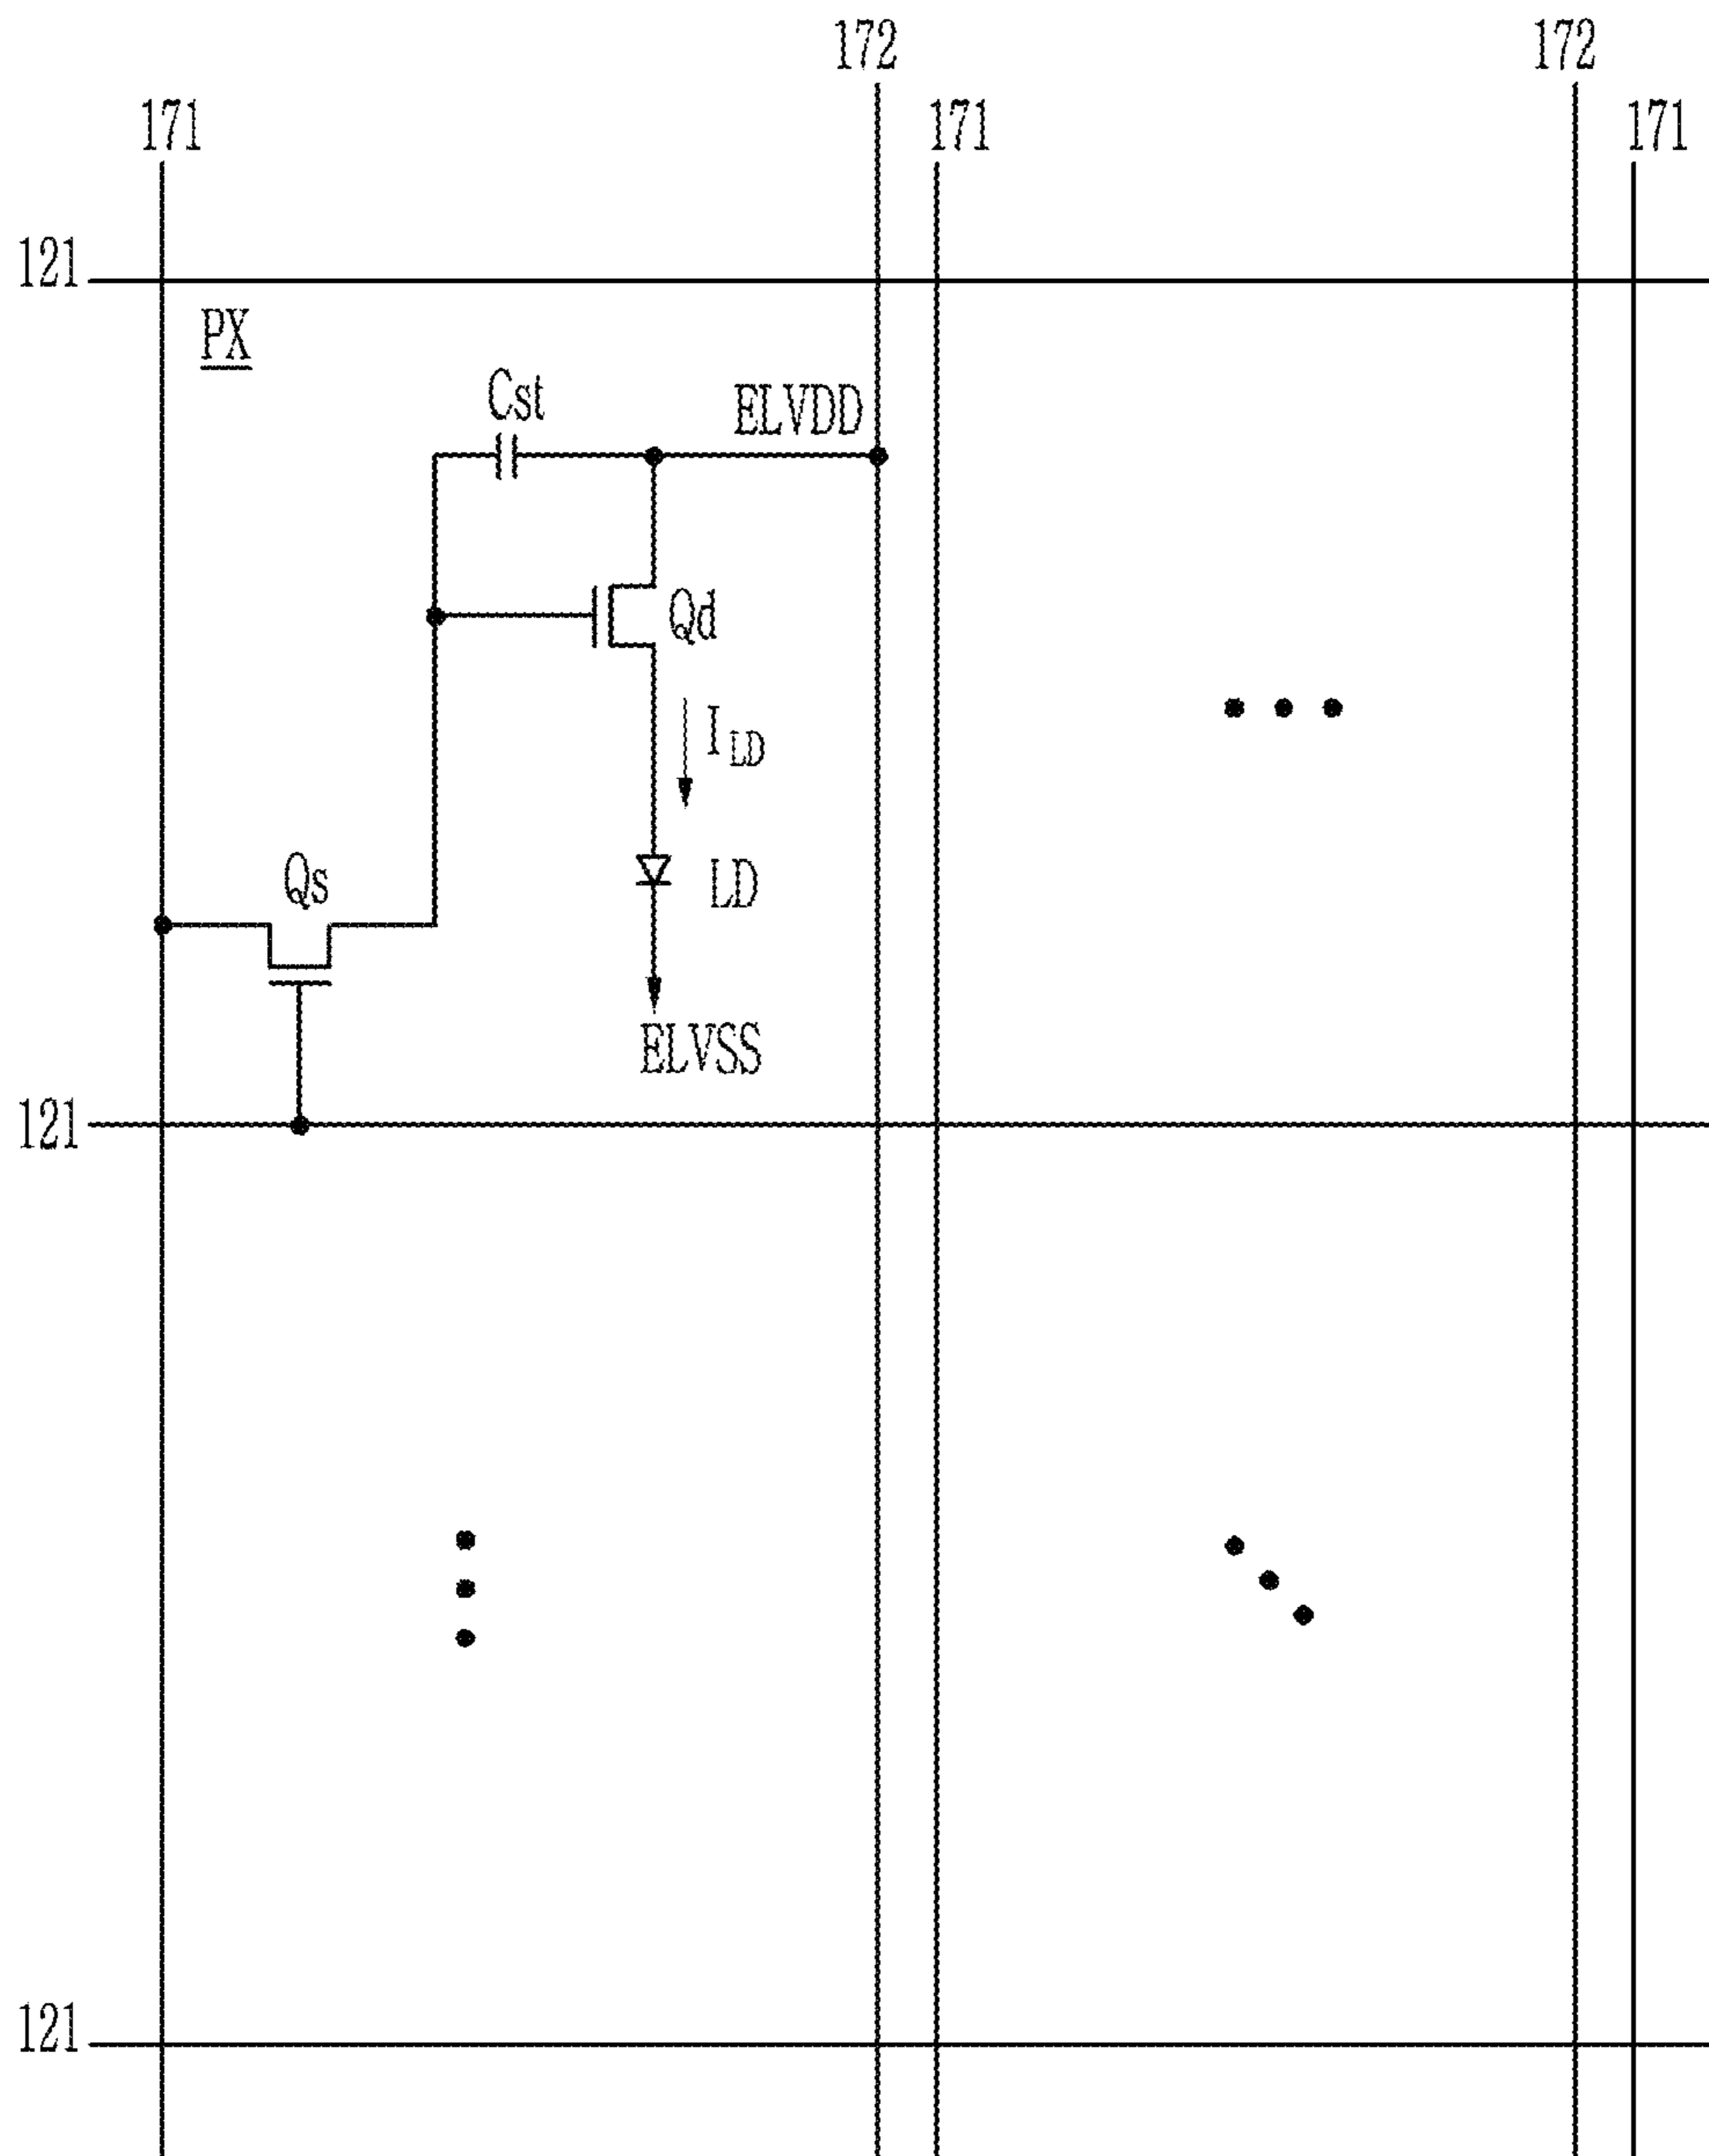 172 172
171 171 171
121
PX
Cst ELVDD
Qd
I LD
Qs LD
ELVSS
121
121